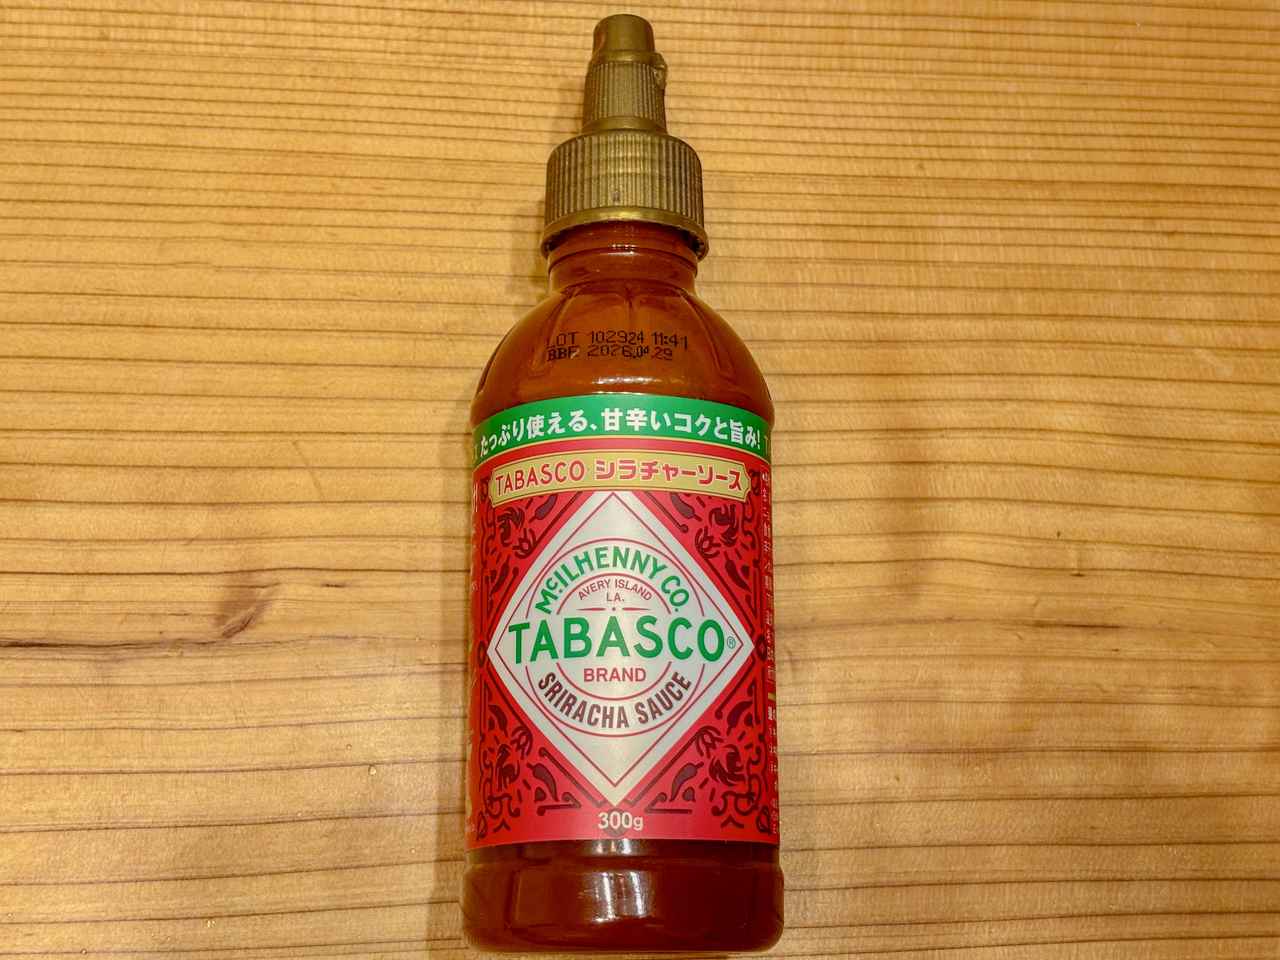 LOT 102924 11:41
BBE 2026.04.29
たっぷり使える、甘辛いコクと旨み!
TABASCO シラチャーソース
McILHENNY CO.
AVERY ISLAND
LA.
TABASCO®
BRAND
SRIRACHA SAUCE
300g